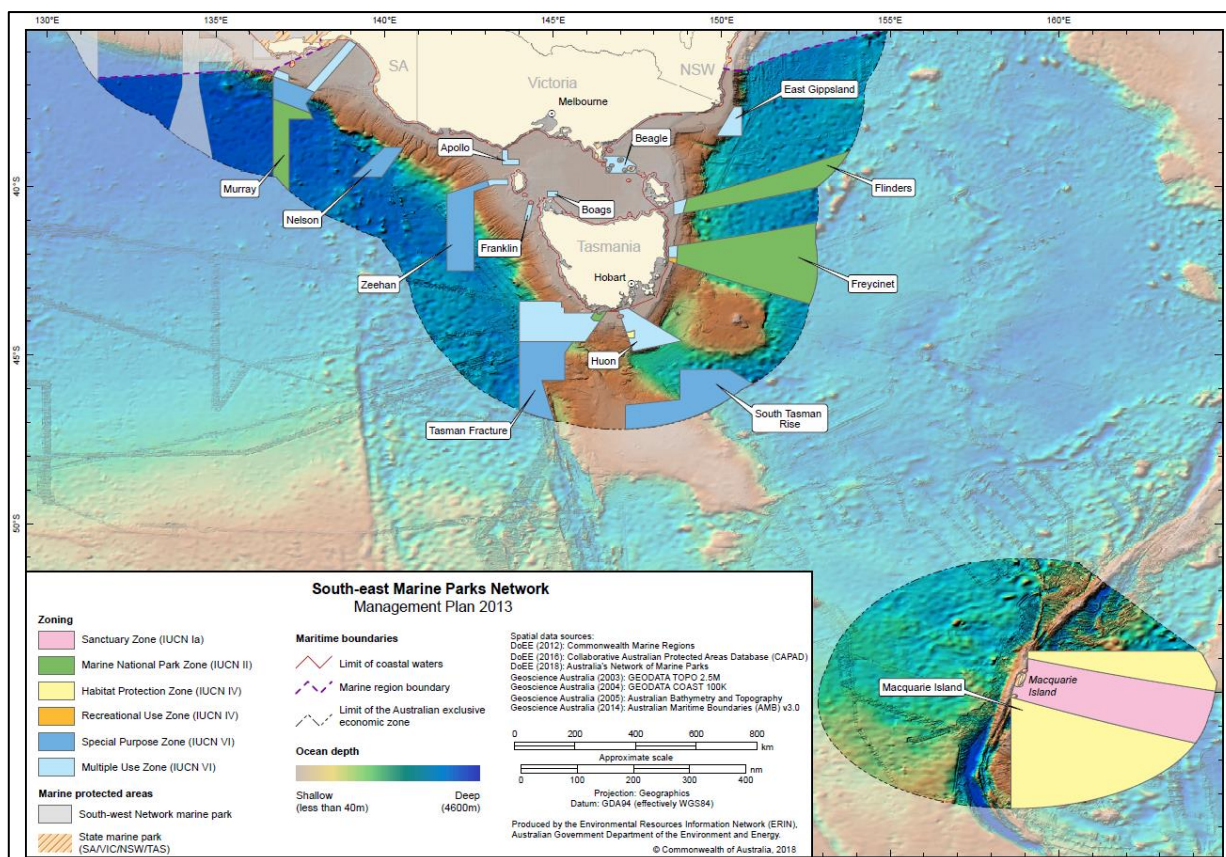 130°E
135°E
140°E
145°E
150°E
155°E
160°E
40°S
45°S
50°S
SA
Victoria
NSW
Melbourne
East Gippsland
Apollo
Beagle
Murray
Flinders
Nelson
Boags
Franklin
Tasmania
Zeehan
Hobart
Freycinet
Huon
Tasman Fracture
South Tasman
Rise
Macquarie Island
Macquarie
Island
South-east Marine Parks Network
Management Plan 2013
Zoning
Sanctuary Zone (IUCN Ia)
Marine National Park Zone (IUCN II)
Habitat Protection Zone (IUCN IV)
Recreational Use Zone (IUCN IV)
Special Purpose Zone (IUCN VI)
Multiple Use Zone (IUCN VI)
Marine protected areas
South-west Network marine park
State marine park
(SA/VIC/NSW/TAS)
Maritime boundaries
Limit of coastal waters
Marine region boundary
Limit of the Australian exclusive
economic zone
Ocean depth
Shallow
(less than 40m)
Deep
(4600m)
Spatial data sources:
DoEE (2012): Commonwealth Marine Regions
DoEE (2016): Collaborative Australian Protected Areas Database (CAPAD)
DoEE (2018): Australia's Network of Marine Parks
Geoscience Australia (2003): GEODATA TOPO 2.5M
Geoscience Australia (2004): GEODATA COAST 100K
Geoscience Australia (2005): Australian Bathymetry and Topography
Geoscience Australia (2014): Australian Maritime Boundaries (AMB) v3.0
0 200 400 600 800
km
Approximate scale
0 100 200 300 400
nm
Projection: Geographics
Datum: GDA94 (effectively WGS84)
Produced by the Environmental Resources Information Network (ERIN),
Australian Government Department of the Environment and Energy.
© Commonwealth of Australia, 2018